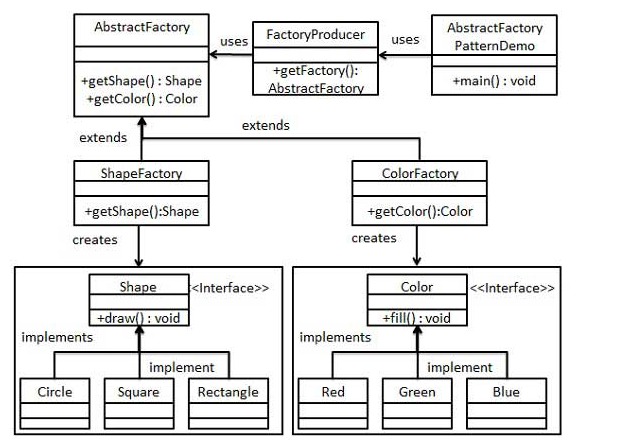 AbstractFactory
+getShape() : Shape
+getColor() : Color
uses
FactoryProducer
+getFactory():
AbstractFactory
uses
AbstractFactory
PatternDemo
+main() : void
extends
extends
ShapeFactory
+getShape():Shape
ColorFactory
+getColor():Color
creates
creates
Shape
<<Interface>>
+draw() : void
implements
implement
Circle
Square
Rectangle
Color
<<Interface>>
+fill() : void
implements
implement
Red
Green
Blue